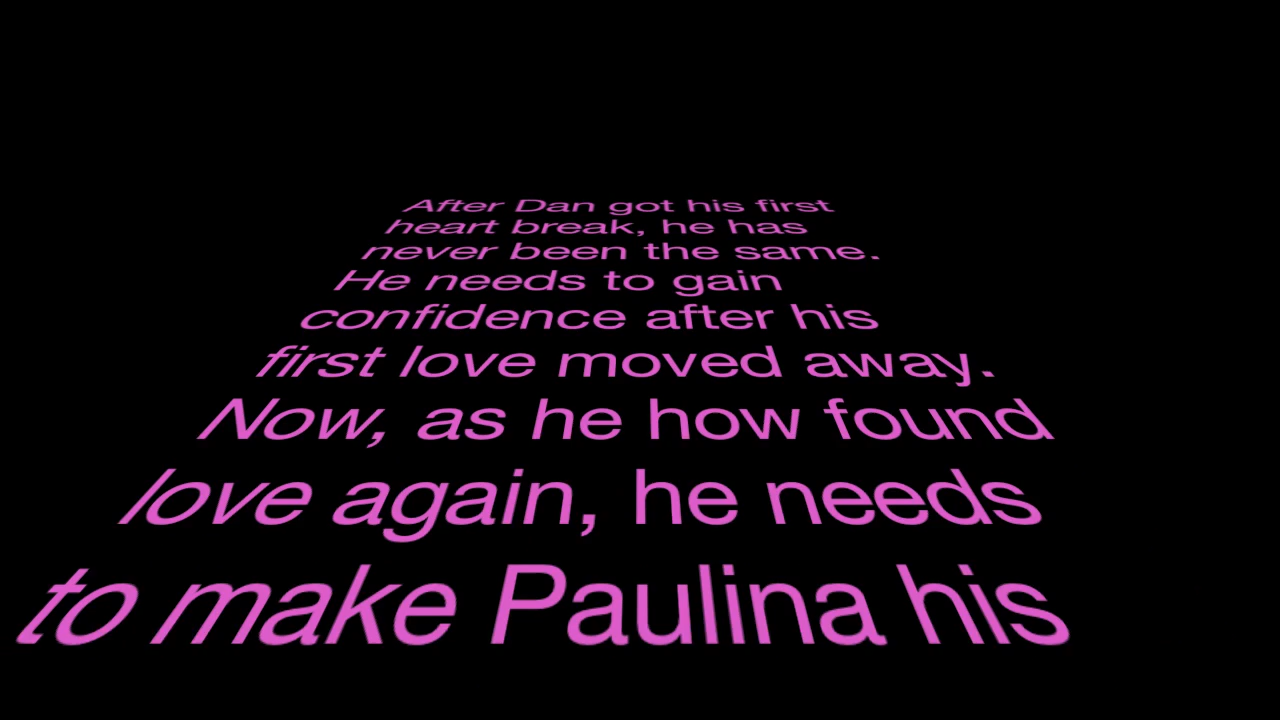 After Dan got his first
heart break, he has
never been the same.
He needs to gain
confidence after his
first love moved away.
Now, as he how found
love again, he needs
to make Paulina his